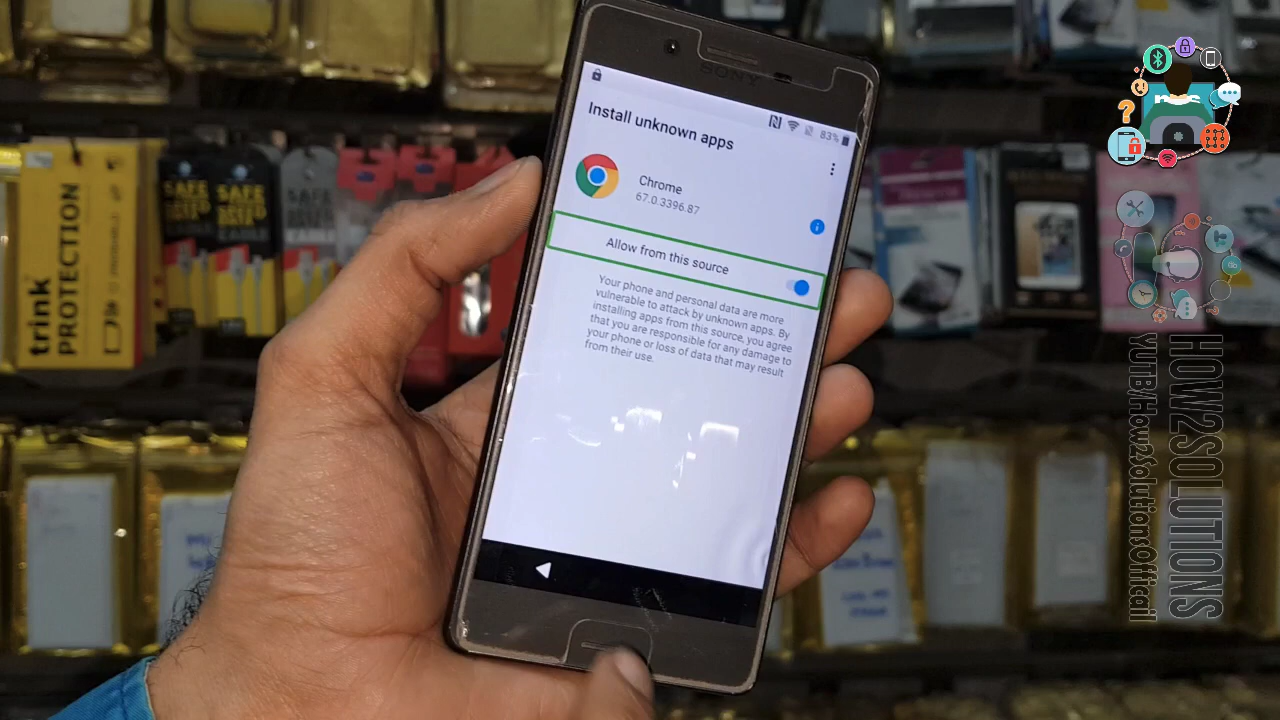 SONY
83%
Install unknown apps
Chrome
67.0.3396.87
Allow from this source
Your phone and personal data are more
vulnerable to attack by unknown apps. By
installing apps from this source, you agree
that you are responsible for any damage to
your phone or loss of data that may result
from their use.
trink
PROTECTION
SAFE
SAFE
HOW2SOLUTIONS
YUTB/How2SolutionsOfficail